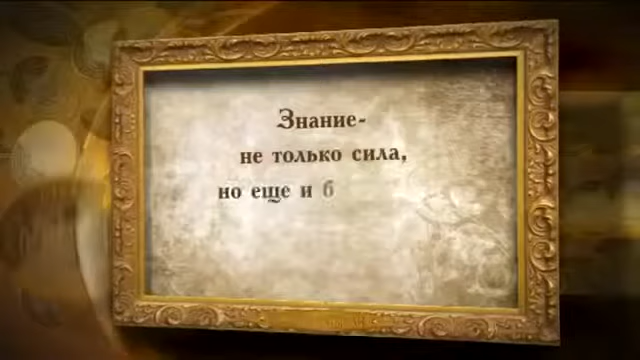 Знание-
не только сила,
но еще и б